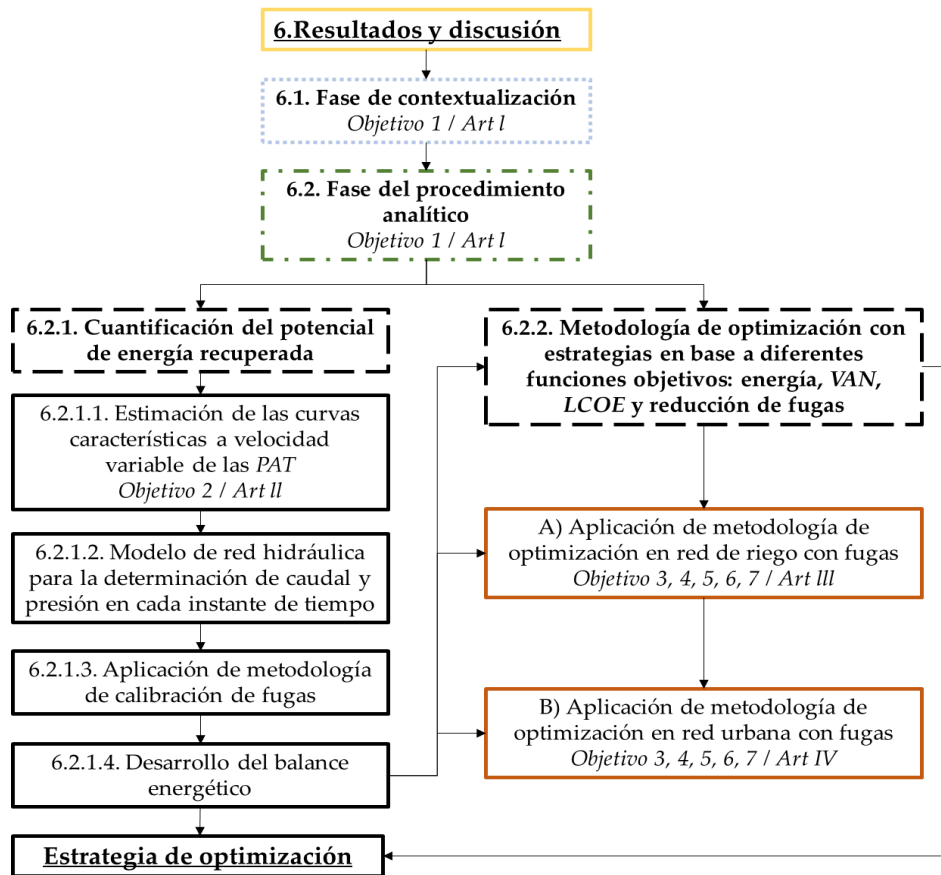 6.Resultados y discusión
6.1. Fase de contextualización
Objetivo 1 / Art l
6.2. Fase del procedimiento
analítico
Objetivo 1 / Art l
6.2.1. Cuantificación del potencial
de energía recuperada
6.2.1.1. Estimación de las curvas
características a velocidad
variable de las PAT
Objetivo 2 / Art ll
6.2.1.2. Modelo de red hidráulica
para la determinación de caudal y
presión en cada instante de tiempo
6.2.1.3. Aplicación de metodología
de calibración de fugas
6.2.1.4. Desarrollo del balance
energético
Estrategia de optimización
6.2.2. Metodología de optimización con
estrategias en base a diferentes
funciones objetivos: energía, VAN,
LCOE y reducción de fugas
A) Aplicación de metodología de
optimización en red de riego con fugas
Objetivo 3, 4, 5, 6, 7 / Art lll
B) Aplicación de metodología de
optimización en red urbana con fugas
Objetivo 3, 4, 5, 6, 7 / Art IV